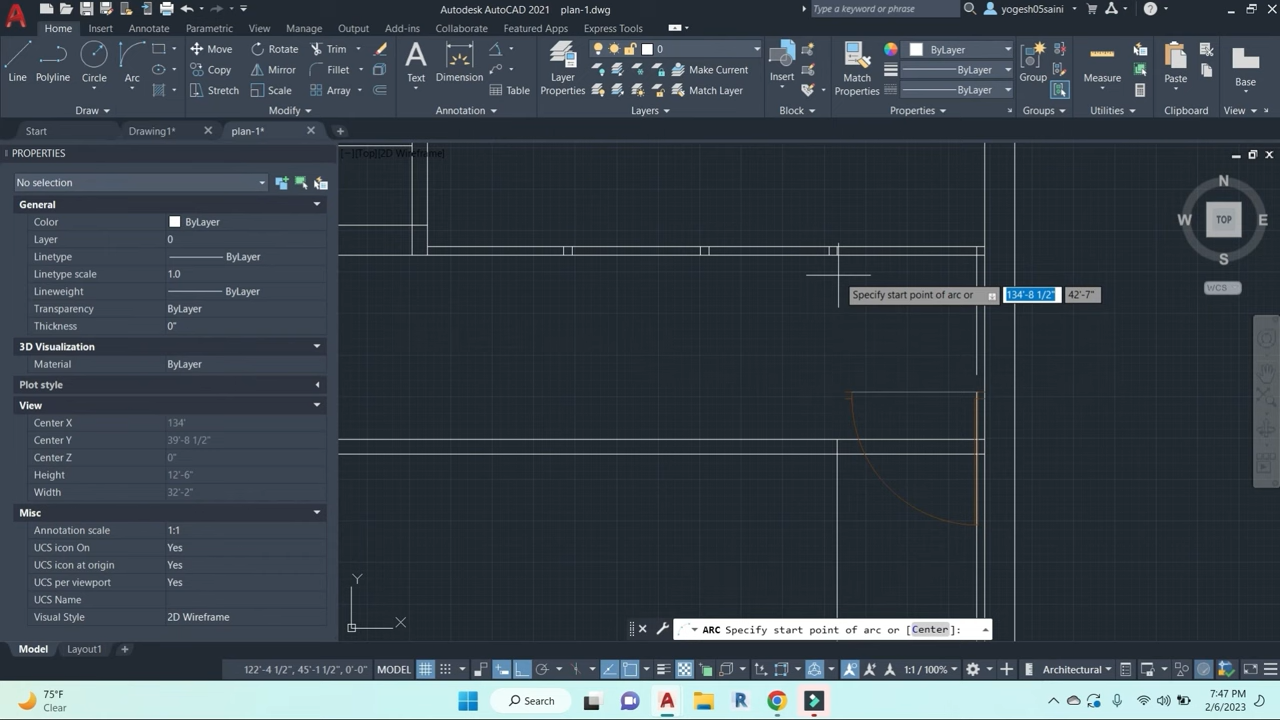 Autodesk AutoCAD 2021 plan-1.dwg
Type a keyword or phrase
yogesh05saini
Home Insert Annotate Parametric View Manage Output Add-ins Collaborate Featured Apps Express Tools
Line Polyline Circle Arc
Move Rotate Trim
Copy Mirror Fillet
Stretch Scale Array
Text Dimension
Table
Layer
Properties
0
Make Current
Match Layer
Insert
Match
Properties
ByLayer
ByLayer
ByLayer
Group
Measure
Paste
Base
Draw Modify Annotation Layers Block Properties Groups Utilities Clipboard View
Start Drawing1* plan-1*
PROPERTIES
No selection
General
Color ByLayer
Layer 0
Linetype ByLayer
Linetype scale 1.0
Lineweight ByLayer
Transparency ByLayer
Thickness 0"
3D Visualization
Material ByLayer
Plot style
View
Center X 134'
Center Y 39'-8 1/2"
Center Z 0"
Height 12'-6"
Width 32'-2"
Misc
Annotation scale 1:1
UCS icon On Yes
UCS icon at origin Yes
UCS per viewport Yes
UCS Name
Visual Style 2D Wireframe
[−][Top][2D Wireframe]
N
W TOP E
S
WCS
Specify start point of arc or 134'-8 1/2" 42'-7"
Y
X
ARC Specify start point of arc or [Center]:
Model Layout1
122'-4 1/2", 45'-1 1/2", 0'-0" MODEL 1:1 / 100% Architectural
75°F
Clear
Search
7:47 PM
2/6/2023